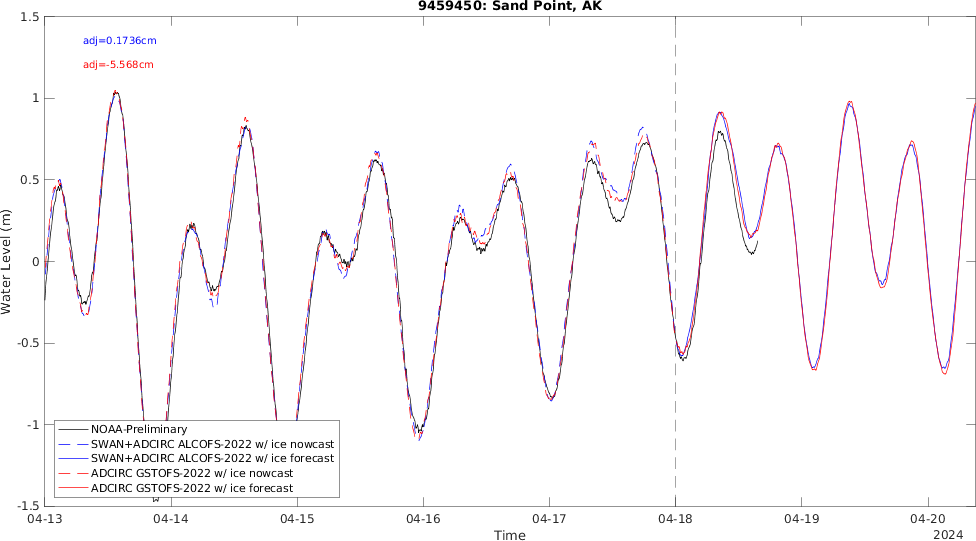 9459450: Sand Point, AK
adj=0.1736cm
adj=-5.568cm
Water Level (m)
1.5
1
0.5
0
-0.5
-1
-1.5
NOAA-Preliminary
SWAN+ADCIRC ALCOFS-2022 w/ ice nowcast
SWAN+ADCIRC ALCOFS-2022 w/ ice forecast
ADCIRC GSTOFS-2022 w/ ice nowcast
ADCIRC GSTOFS-2022 w/ ice forecast
04-13 04-14 04-15 04-16 04-17 04-18 04-19 04-20
Time
2024